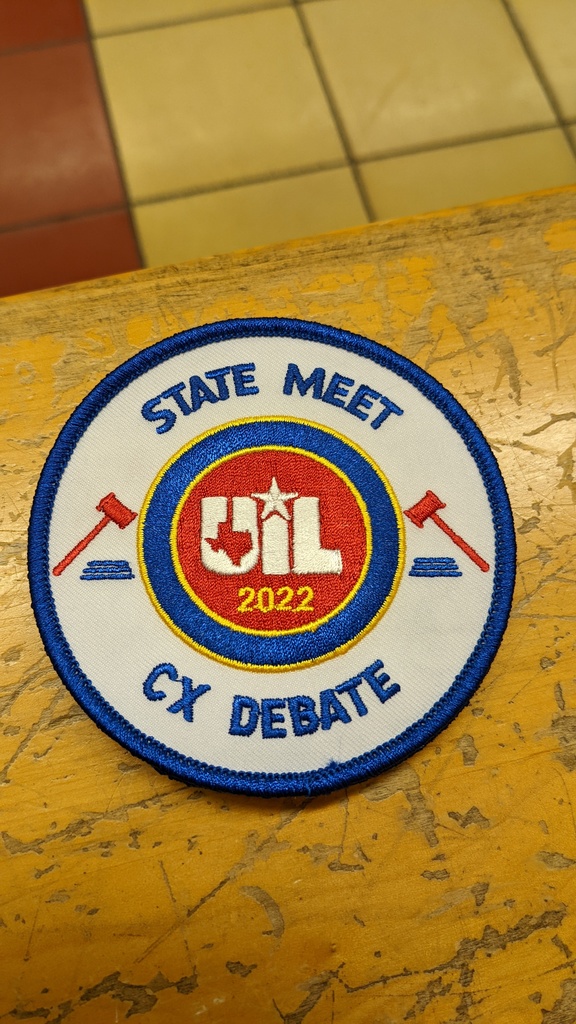 STATE MEET
UIL
2022
CX DEBATE